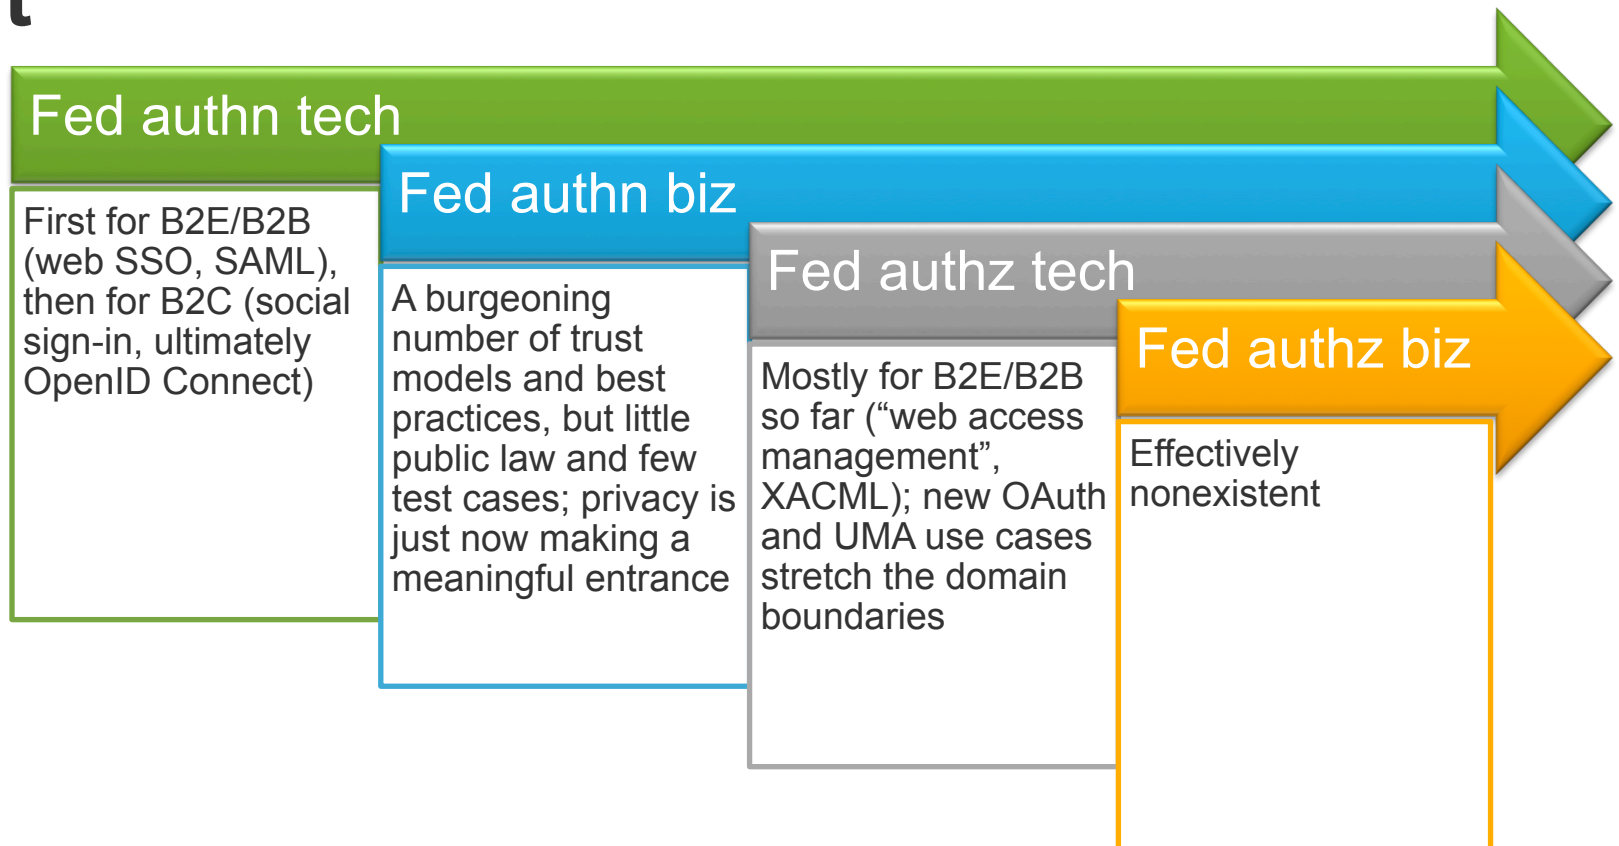 t
Fed authn tech
First for B2E/B2B
(web SSO, SAML),
then for B2C (social
sign-in, ultimately
OpenID Connect)
Fed authn biz
A burgeoning
number of trust
models and best
practices, but little
public law and few
test cases; privacy is
just now making a
meaningful entrance
Fed authz tech
Mostly for B2E/B2B
so far (“web access
management”,
XACML); new OAuth
and UMA use cases
stretch the domain
boundaries
Fed authz biz
Effectively
nonexistent